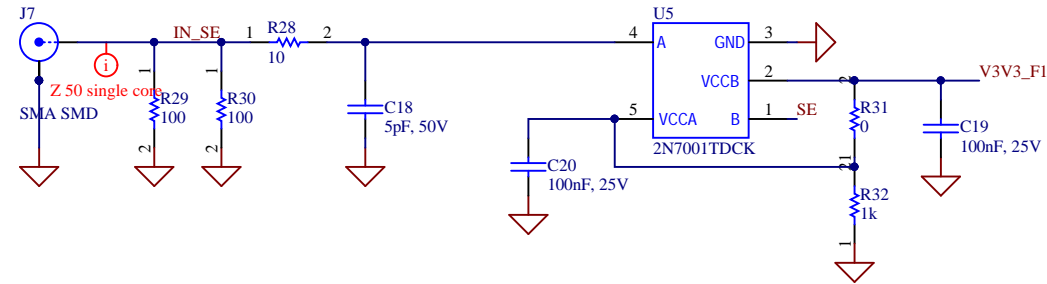 J7
IN_SE
1
R28
2
10
i
Z 50 single core
SMA SMD
1
R29
100
2
1
R30
100
2
C18
5pF, 50V
U5
4
A
GND
3
VCCB
2
V3V3_F1
5
VCCA
B
1
SE
2N7001TDCK
C20
100nF, 25V
2
R31
0
1
2
R32
1k
1
C19
100nF, 25V